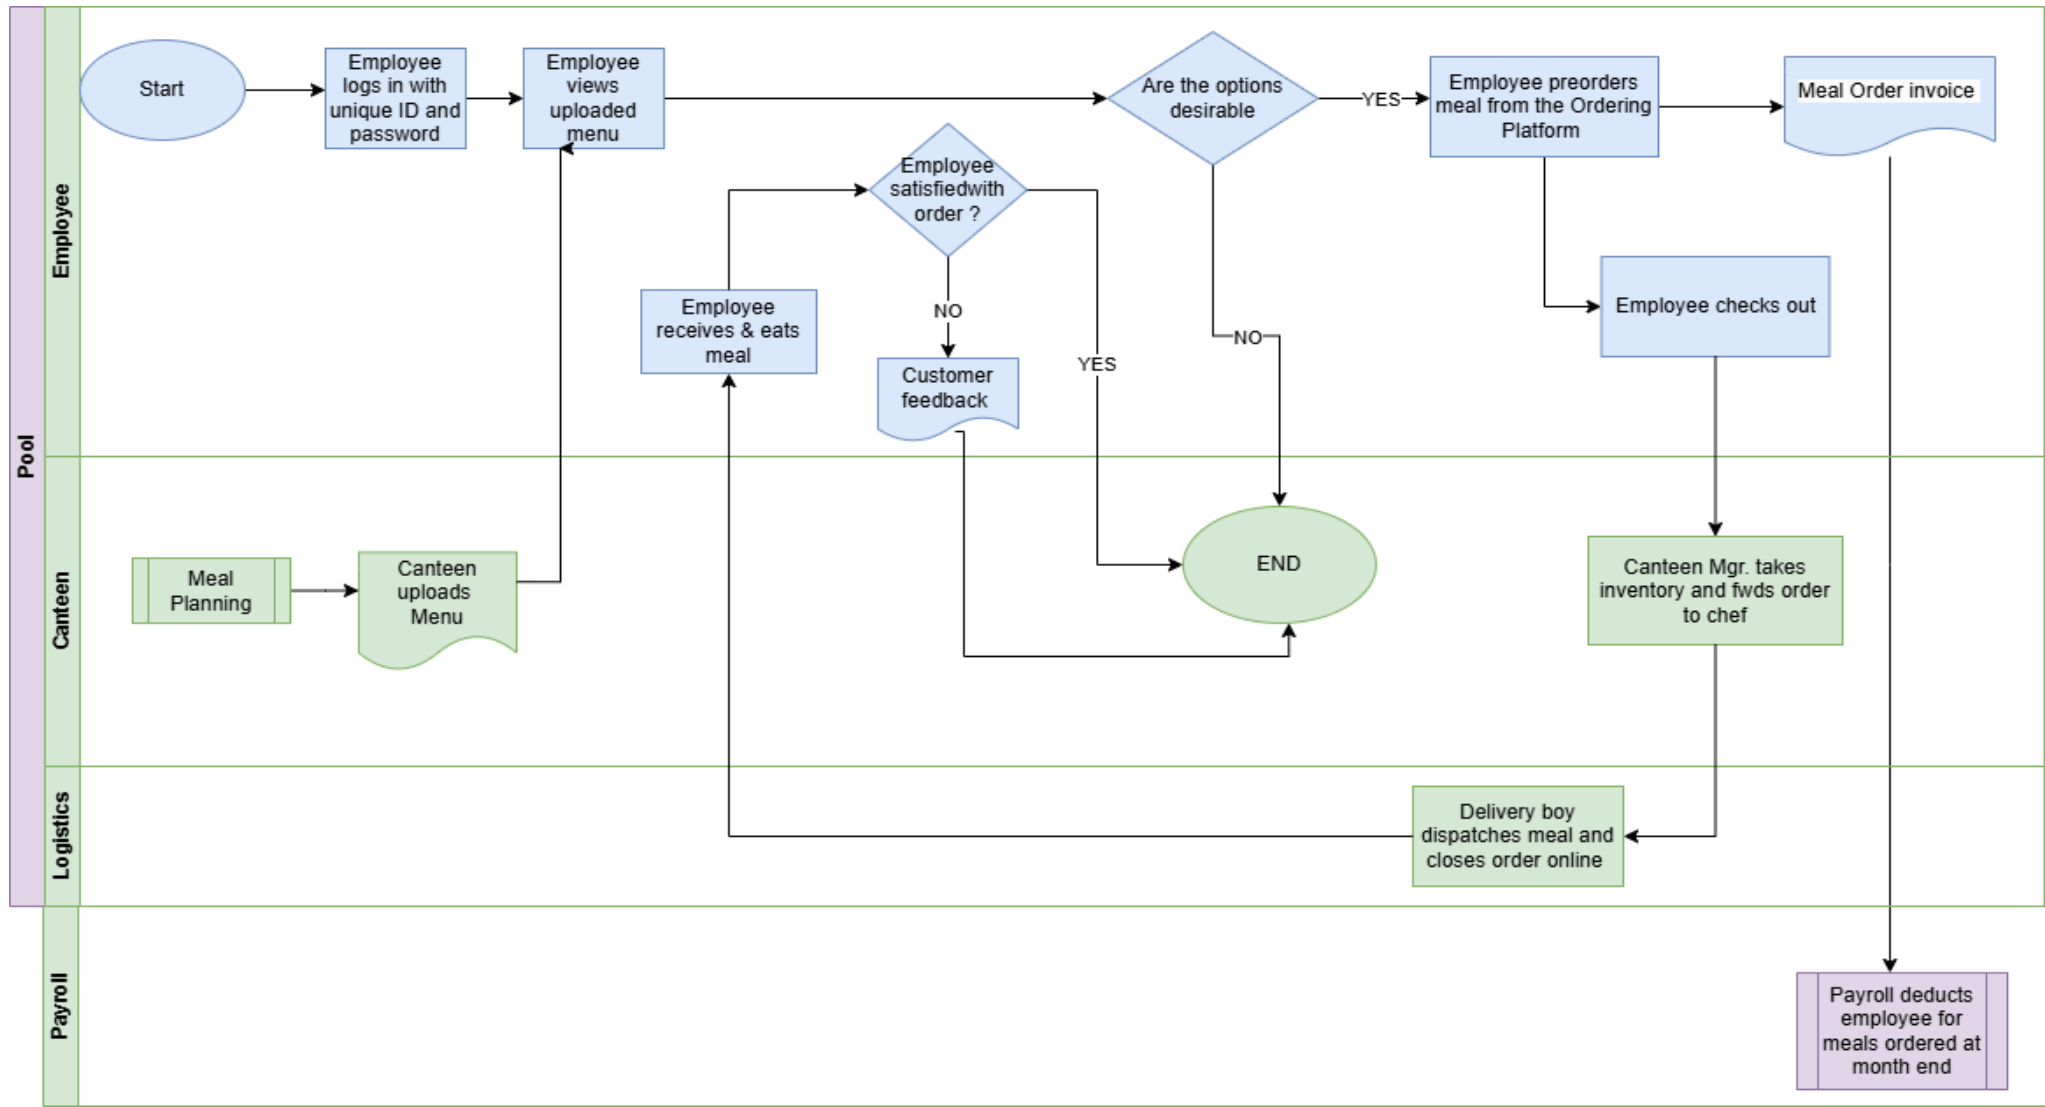 Pool
Employee
Start
Employee
logs in with
unique ID and
password
Employee
views
uploaded
menu
Are the options
desirable
YES
Employee preorders
meal from the Ordering
Platform
Meal Order invoice
Employee
satisfiedwith
order ?
NO
YES
Employee
receives & eats
meal
Customer
feedback
NO
Employee checks out
Canteen
Meal
Planning
Canteen
uploads
Menu
END
Canteen Mgr. takes
inventory and fwds order
to chef
Logistics
Delivery boy
dispatches meal and
closes order online
Payroll
Payroll deducts
employee for
meals ordered at
month end